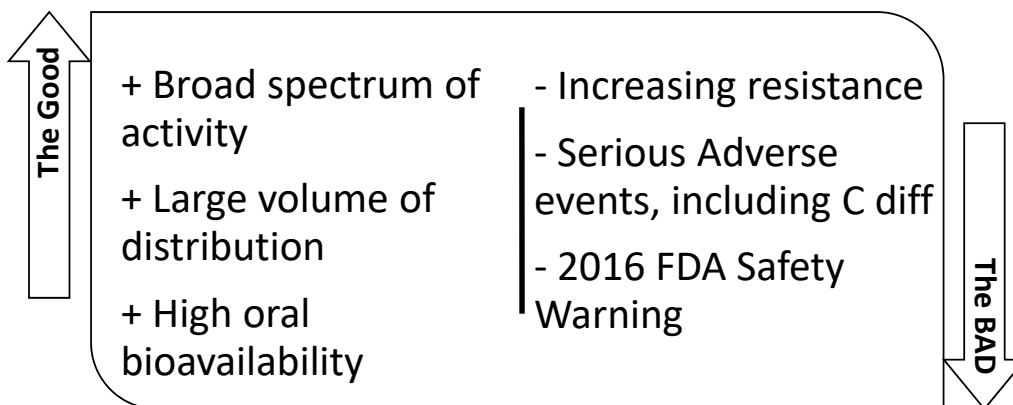 The Good
+ Broad spectrum of
activity
+ Large volume of
distribution
+ High oral
bioavailability
- Increasing resistance
- Serious Adverse
events, including C diff
- 2016 FDA Safety
Warning
The BAD